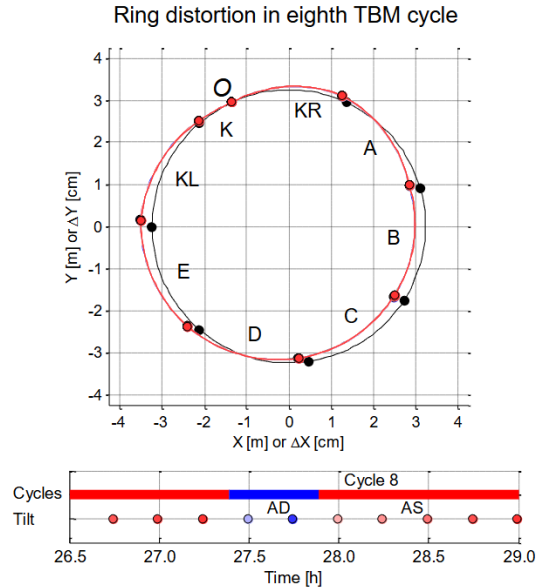 Ring distortion in eighth TBM cycle
4
3
2
1
0
-1
-2
-3
-4
Y [m] or ΔY [cm]
O
K
KR
A
KL
B
E
C
D
-4 -3 -2 -1 0 1 2 3 4
X [m] or ΔX [cm]
Cycle 8
Cycles
AD AS
Tilt
26.5 27.0 27.5 28.0 28.5 29.0
Time [h]